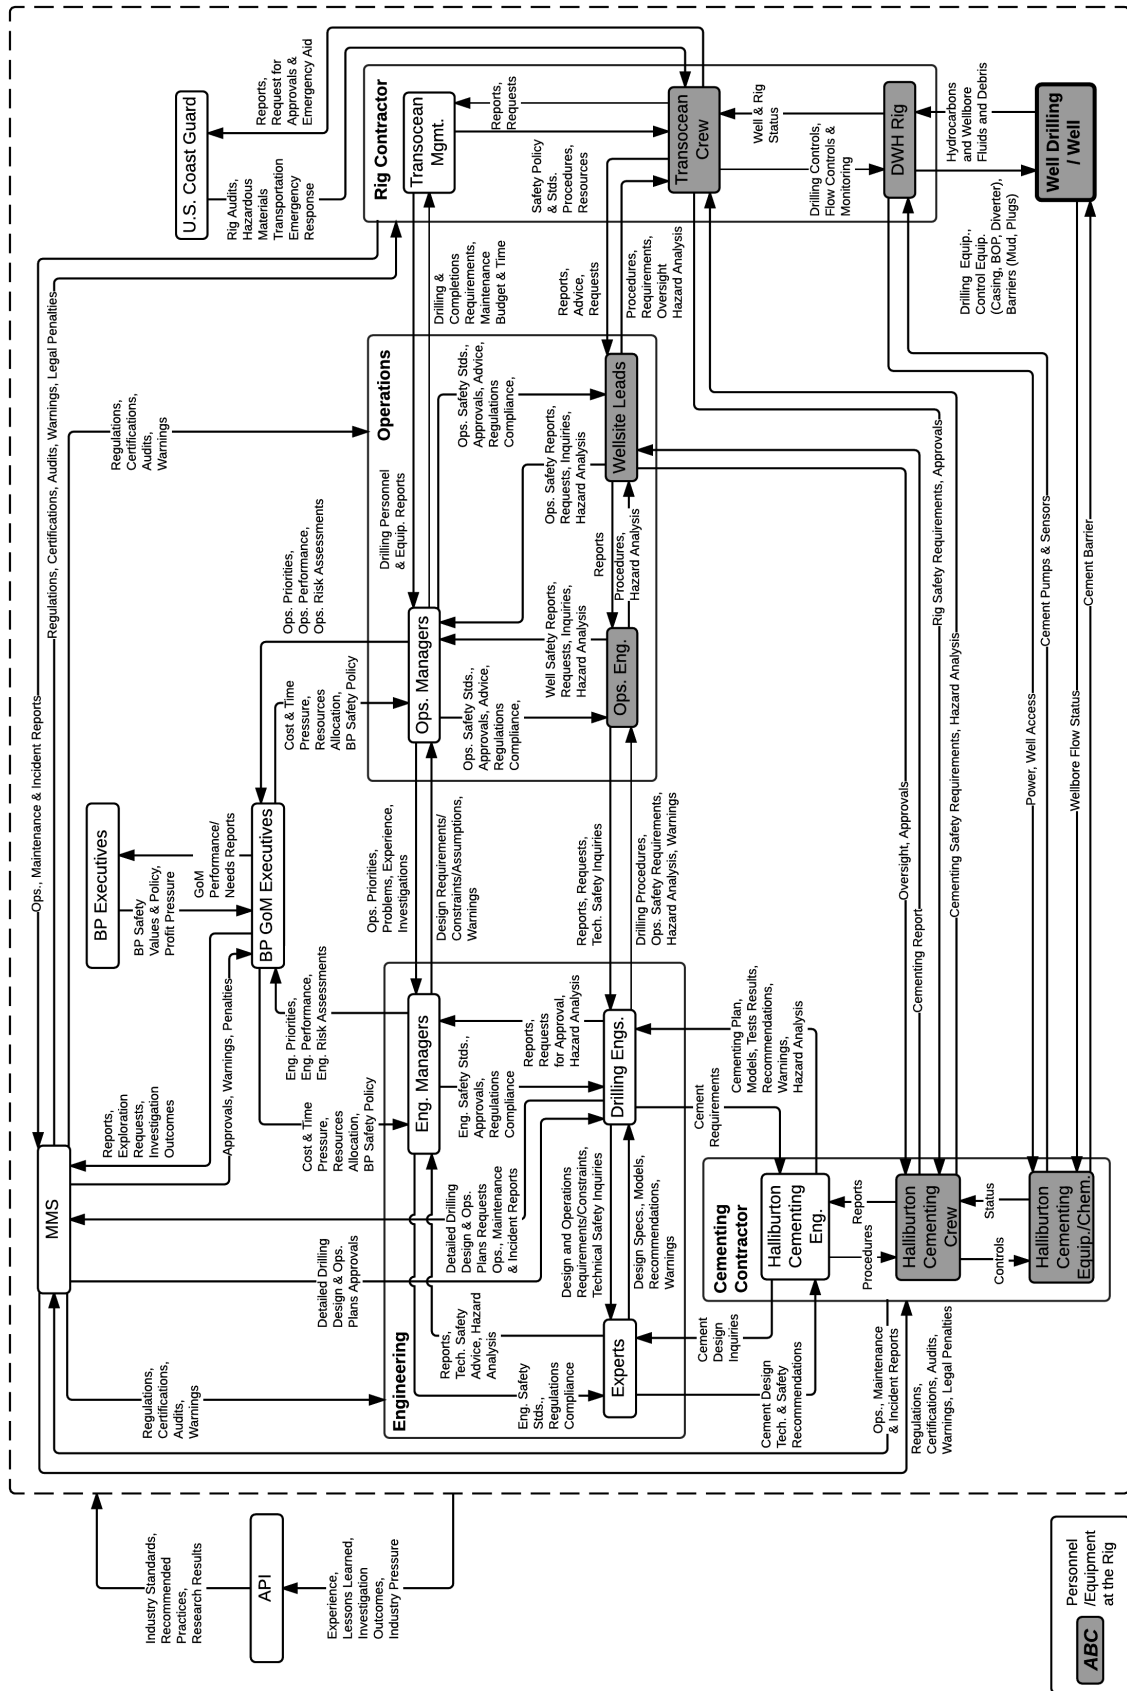 Industry Standards,
Recommended
Practices,
Research Results
API
Experience,
Lessons Learned,
Investigation
Outcomes,
Industry Pressure
Personnel
/Equipment
at the Rig
ABC
MMS
Regulations,
Certifications,
Audits,
Warnings
Detailed Drilling
Design & Ops.
Plans Approvals
Detailed Drilling
Design & Ops.
Plans Requests
Ops., Maintenance
& Incident Reports
Reports,
Exploration
Requests,
Investigation
Outcomes
Approvals, Warnings, Penalties
Ops., Maintenance & Incident Reports
Regulations, Certifications, Audits, Warnings, Legal Penalties
Regulations,
Certifications,
Audits,
Warnings
BP Executives
BP Safety
Values & Policy,
Profit Pressure
GoM
Performance/
Needs Reports
BP GoM Executives
Cost & Time
Pressure,
Resources
Allocation,
BP Safety Policy
Eng. Priorities,
Eng. Performance,
Eng. Risk Assessments
Cost & Time
Pressure,
Resources
Allocation,
BP Safety Policy
Ops. Priorities,
Ops. Performance,
Ops. Risk Assessments
U.S. Coast Guard
Rig Audits,
Hazardous
Materials
Transportation
Emergency
Response
Reports,
Request for
Approvals &
Emergency Aid
Engineering
Eng. Managers
Eng. Safety
Stds.,
Regulations
Compliance
Reports,
Tech. Safety
Advice, Hazard
Analysis
Eng. Safety Stds.,
Approvals,
Regulations
Compliance
Reports,
Requests
for Approval,
Hazard Analysis
Experts
Design and Operations
Requirements/Constraints,
Technical Safety Inquiries
Design Specs., Models,
Recommendations,
Warnings
Drilling Engs.
Ops. Priorities,
Problems, Experience,
Investigations
Design Requirements/
Constraints/Assumptions,
Warnings
Reports, Requests,
Tech. Safety Inquiries
Drilling Procedures,
Ops. Safety Requirements,
Hazard Analysis, Warnings
Operations
Ops. Managers
Ops. Safety Stds.,
Approvals, Advice,
Regulations
Compliance,
Well Safety Reports,
Requests, Inquiries,
Hazard Analysis
Ops. Safety Reports,
Requests, Inquiries,
Hazard Analysis
Ops. Safety Stds.,
Approvals, Advice,
Regulations
Compliance,
Ops. Eng.
Reports
Procedures,
Hazard Analysis
Wellsite Leads
Drilling Personnel
& Equip. Reports
Drilling &
Completions
Requirements,
Maintenance
Budget & Time
Reports,
Advice,
Requests
Procedures,
Requirements,
Oversight
Hazard Analysis
Rig Contractor
Transocean
Mgmt.
Safety Policy
& Stds.
Procedures,
Resources
Reports,
Requests
Transocean
Crew
Drilling Controls,
Flow Controls &
Monitoring
Well & Rig
Status
DWH Rig
Drilling Equip.,
Control Equip.
(Casing, BOP, Diverter),
Barriers (Mud, Plugs)
Hydrocarbons
and Wellbore
Fluids and Debris
Well Drilling
/ Well
Cement Design
Tech. & Safety
Recommendations
Cement
Design
Inquiries
Cement
Requirements
Cementing Plan,
Models, Tests Results,
Recommendations,
Warnings,
Hazard Analysis
Cementing
Contractor
Halliburton
Cementing
Eng.
Procedures
Reports
Halliburton
Cementing
Crew
Controls
Status
Halliburton
Cementing
Equip./Chem.
Ops., Maintenance
& Incident Reports
Regulations,
Certifications, Audits,
Warnings, Legal Penalties
Oversight, Approvals
Cementing Report
Rig Safety Requirements, Approvals
Cementing Safety Requirements, Hazard Analysis
Power, Well Access
Cement Pumps & Sensors
Wellbore Flow Status
Cement Barrier